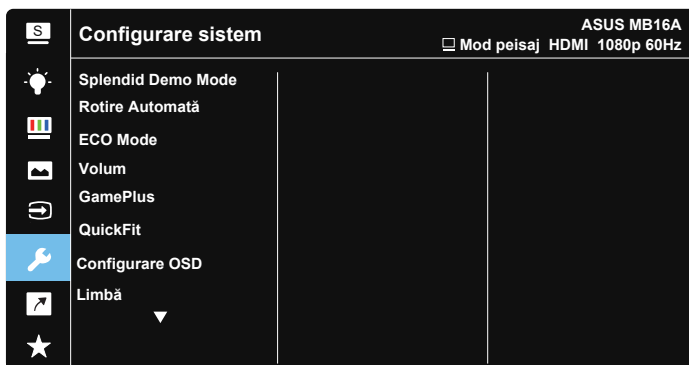 S
Configurare sistem
ASUS MB16A
Mod peisaj HDMI 1080p 60Hz
Splendid Demo Mode
Rotire Automată
ECO Mode
Volum
GamePlus
QuickFit
Configurare OSD
Limbă